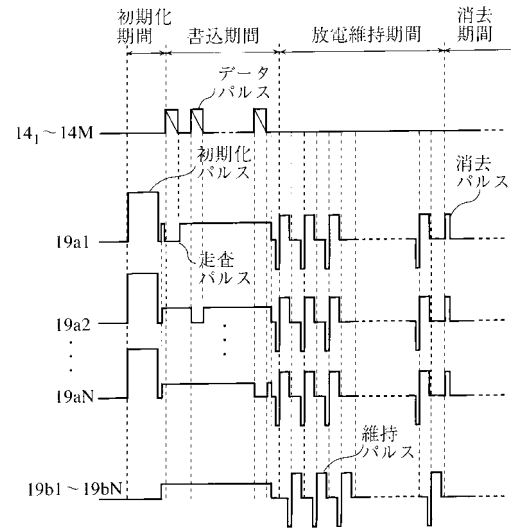 初期化
期間
書込期間
放電維持期間
消去
期間
データ
パルス
14₁～14M
初期化
パルス
消去
パルス
19a1
走査
パルス
19a2
19aN
維持
パルス
19b1～19bN